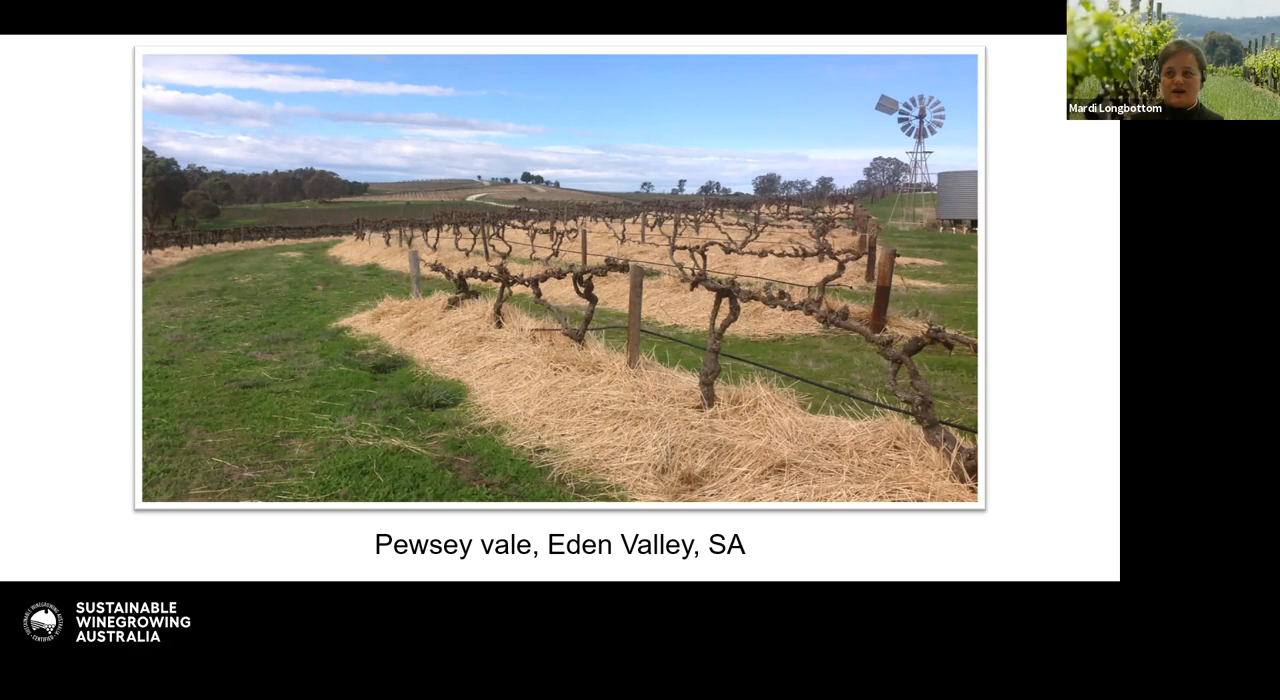 Mardi Longbottom
Pewsey vale, Eden Valley, SA
SUSTAINABLE
WINEGROWING
AUSTRALIA